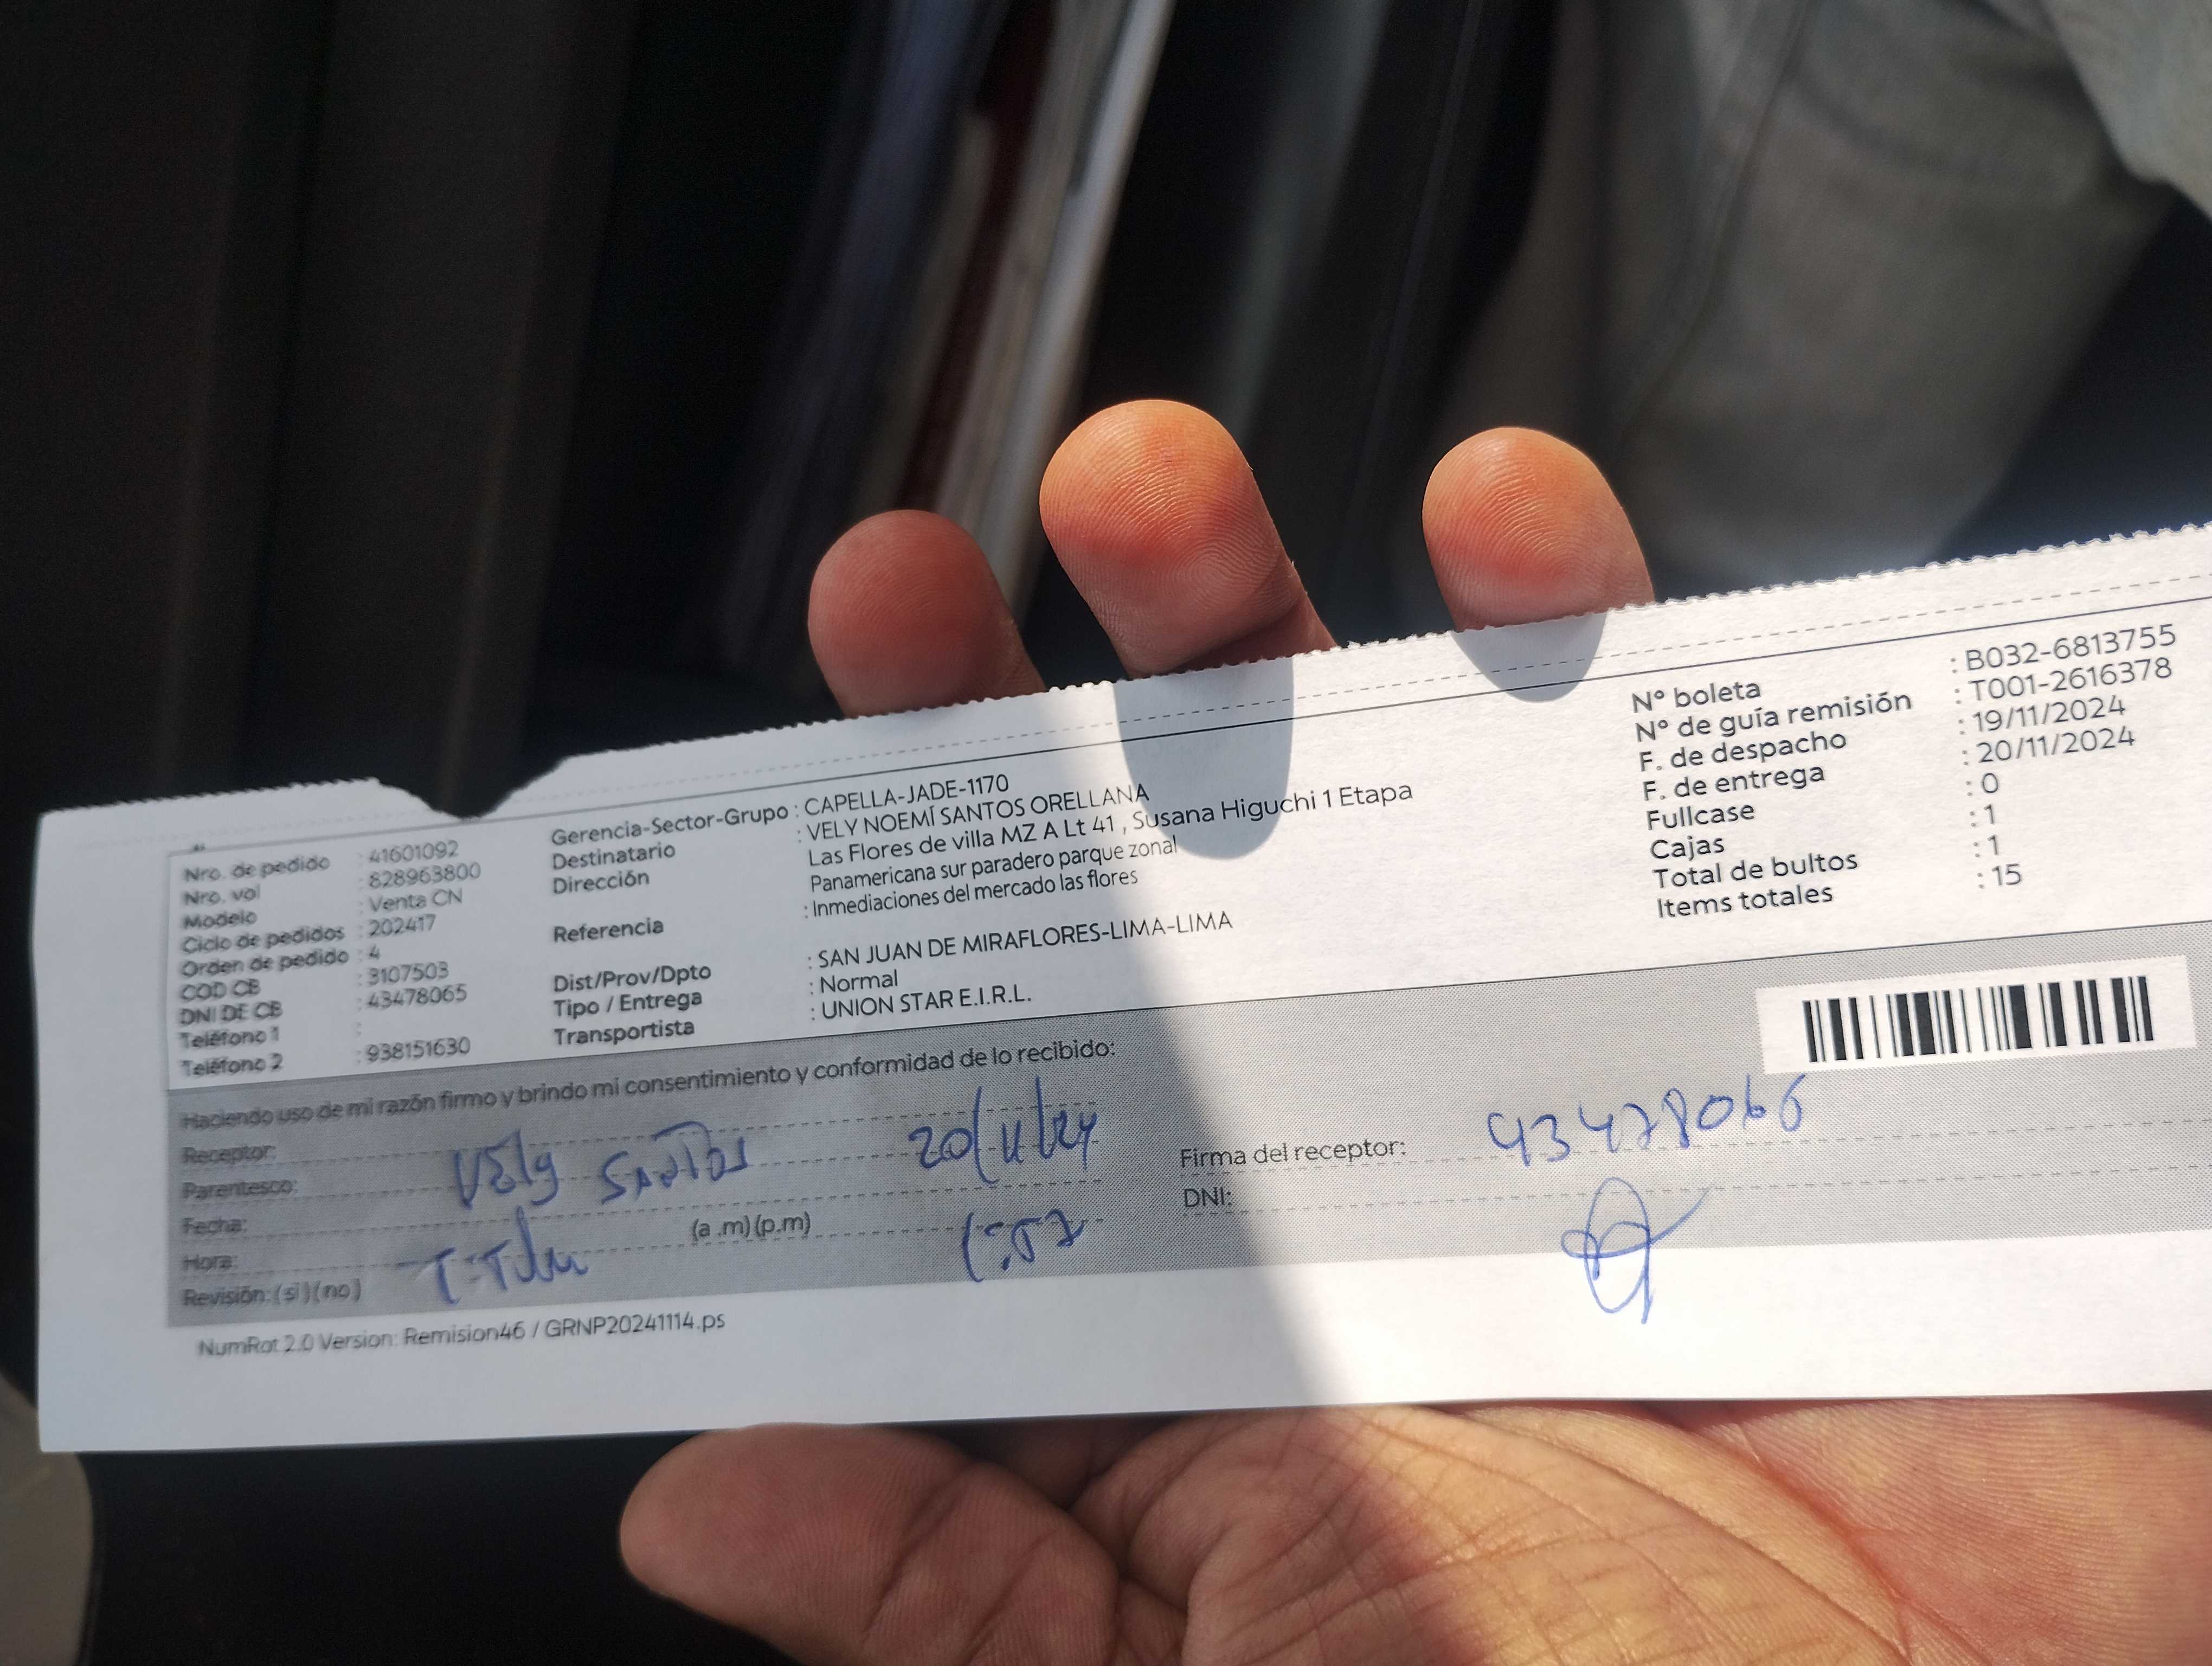 Nro. de pedido : 41601092
Nro. vol : 828963800
Modelo : Venta CN
Ciclo de pedidos : 202417
Orden de pedido : 4
COD CB : 3107503
DNI DE CB : 43478065
Teléfono 1 :
Teléfono 2 : 938151630
Gerencia-Sector-Grupo : CAPELLA-JADE-1170
Destinatario : VELY NOEMÍ SANTOS ORELLANA
Dirección Las Flores de villa MZ A Lt 41 , Susana Higuchi 1 Etapa
Panamericana sur paradero parque zonal
Referencia : Inmediaciones del mercado las flores
Dist/Prov/Dpto : SAN JUAN DE MIRAFLORES-LIMA-LIMA
Tipo / Entrega : Normal
Transportista : UNION STAR E.I.R.L.
N° boleta : B032-6813755
N° de guía remisión : T001-2616378
F. de despacho : 19/11/2024
F. de entrega : 20/11/2024
Fullcase : 0
Cajas : 1
Total de bultos : 1
Items totales : 15
Haciendo uso de mi razón firmo y brindo mi consentimiento y conformidad de lo recibido:
Receptor:
Parentesco: Vely Santos 20/11/24
Fecha:
Hora: (a .m) (p.m) 1:57
Revisión: ( si ) ( no )
Firma del receptor: 43478065
DNI:
NumRot 2.0 Version: Remision46 / GRNP20241114.ps